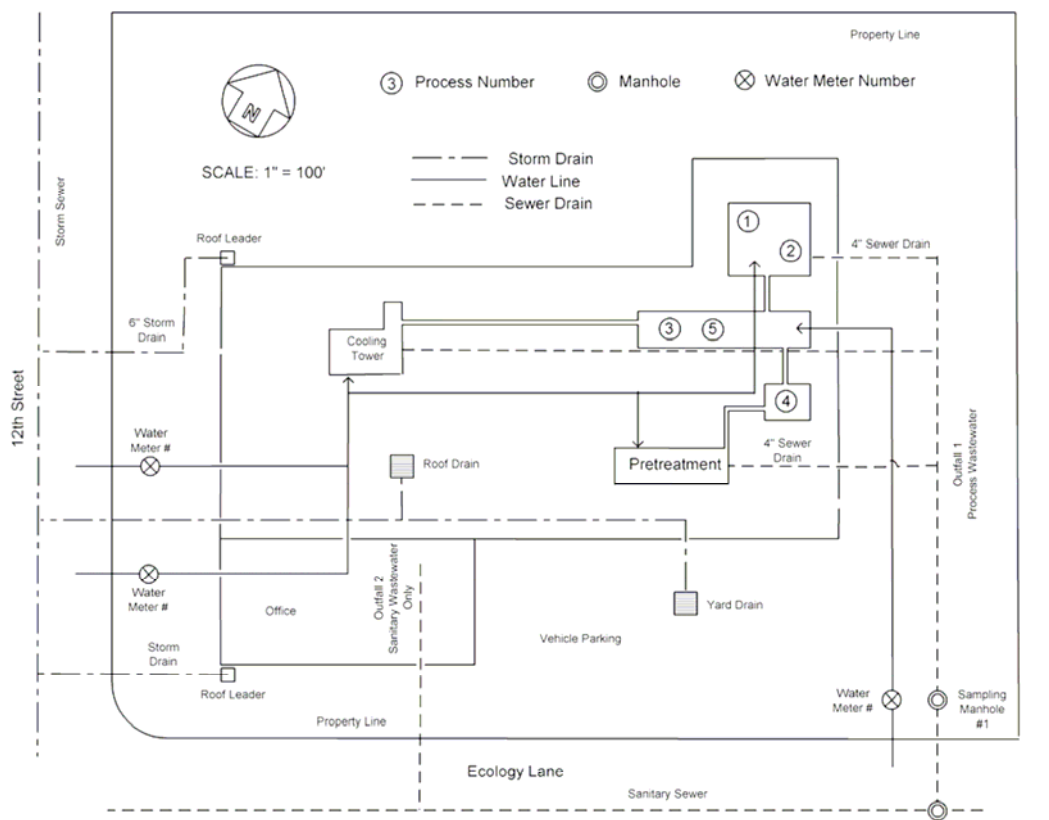 Property Line
3 Process Number
Manhole
Water Meter Number
N
SCALE: 1" = 100'
Storm Drain
Water Line
Sewer Drain
Storm Sewer
Roof Leader
1
2
4" Sewer Drain
6" Storm
Drain
3
5
Cooling
Tower
12th Street
4
Water
Meter #
Roof Drain
Pretreatment
4" Sewer
Drain
Outfall 1
Process Wastewater
Water
Meter #
Office
Outfall 2
Sanitary Wastewater
Only
Yard Drain
Vehicle Parking
Storm
Drain
Roof Leader
Water
Meter #
Sampling
Manhole
#1
Property Line
Ecology Lane
Sanitary Sewer